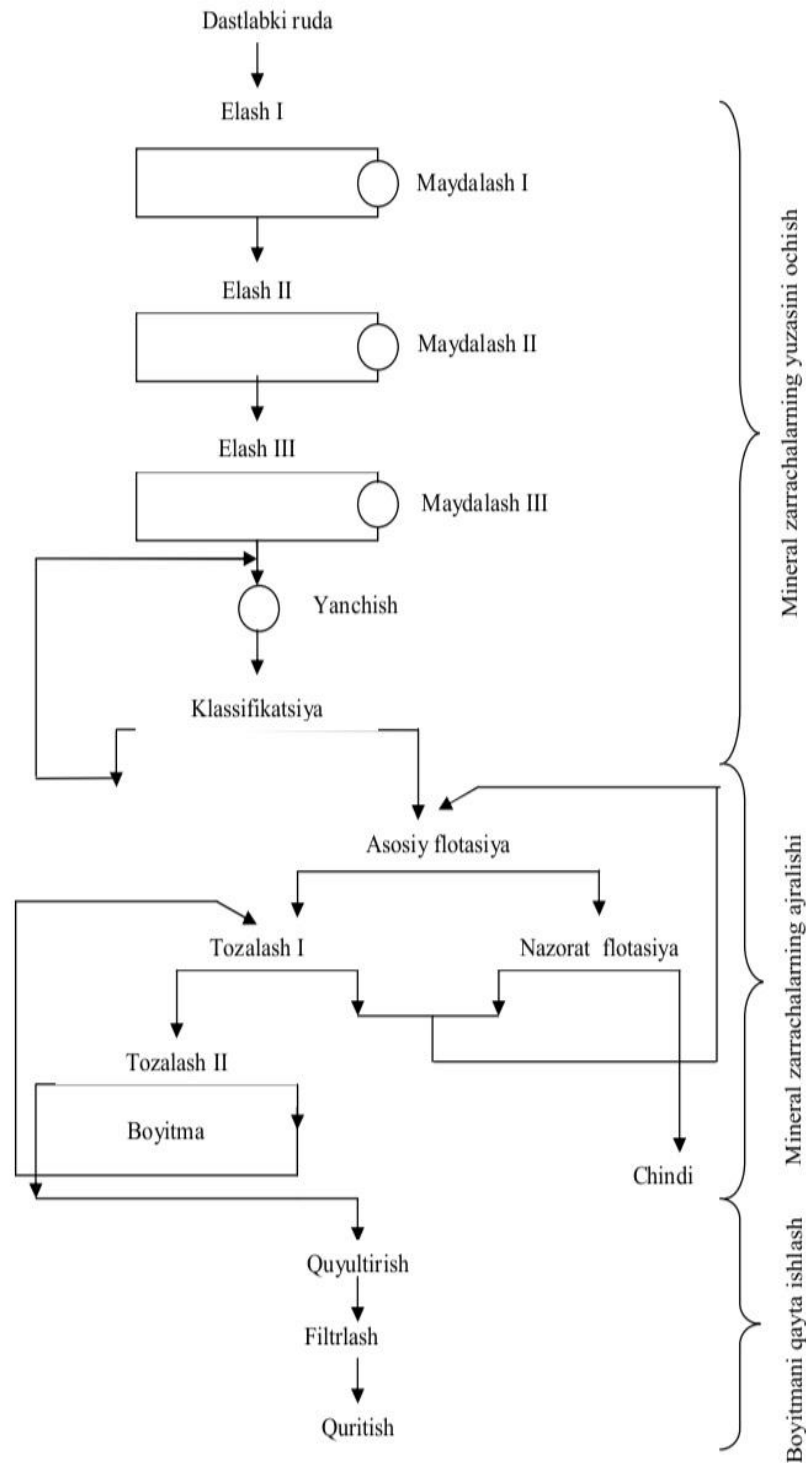 Dastlabki ruda
Elash I
Maydalash I
Elash II
Maydalash II
Elash III
Maydalash III
Yanchish
Klassifikatsiya
Asosiy flotasiya
Tozalash I
Nazorat flotasiya
Tozalash II
Boyitma
Chindi
Quyultirish
Filtrlash
Quritish
Mineral zarrachalarning yuzasini ochish
Mineral zarrachalarning ajralishi
Boyitmani qayta ishlash